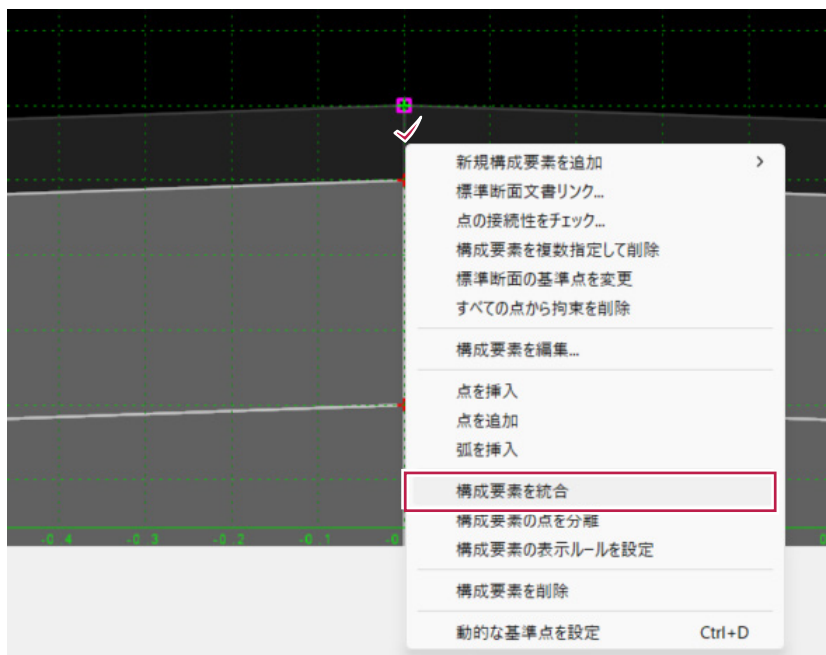 新規構成要素を追加 >
標準断面文書リンク...
点の接続性をチェック...
構成要素を複数指定して削除
標準断面の基準点を変更
すべての点から拘束を削除
構成要素を編集...
点を挿入
点を追加
弧を挿入
構成要素を統合
構成要素の点を分離
構成要素の表示ルールを設定
構成要素を削除
動的な基準点を設定 Ctrl+D
-0.4 -0.3 -0.2 -0.1 -0